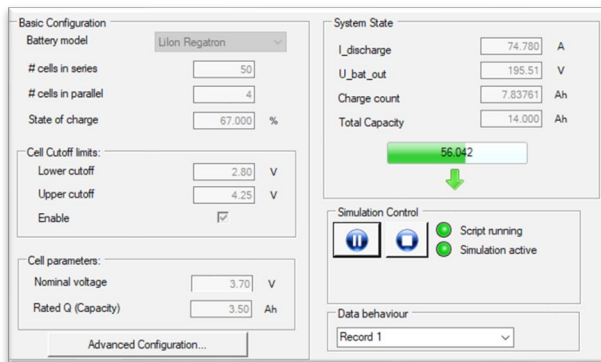 Basic Configuration
Battery model LiIon Regatron
# cells in series 50
# cells in parallel 4
State of charge 67.000 %
Cell Cutoff limits:
Lower cutoff 2.80 V
Upper cutoff 4.25 V
Enable
Cell parameters:
Nominal voltage 3.70 V
Rated Q (Capacity) 3.50 Ah
Advanced Configuration...
System State
I_discharge 74.780 A
U_bat_out 195.51 V
Charge count 7.83761 Ah
Total Capacity 14.000 Ah
56.042
Simulation Control
Script running
Simulation active
Data behaviour
Record 1